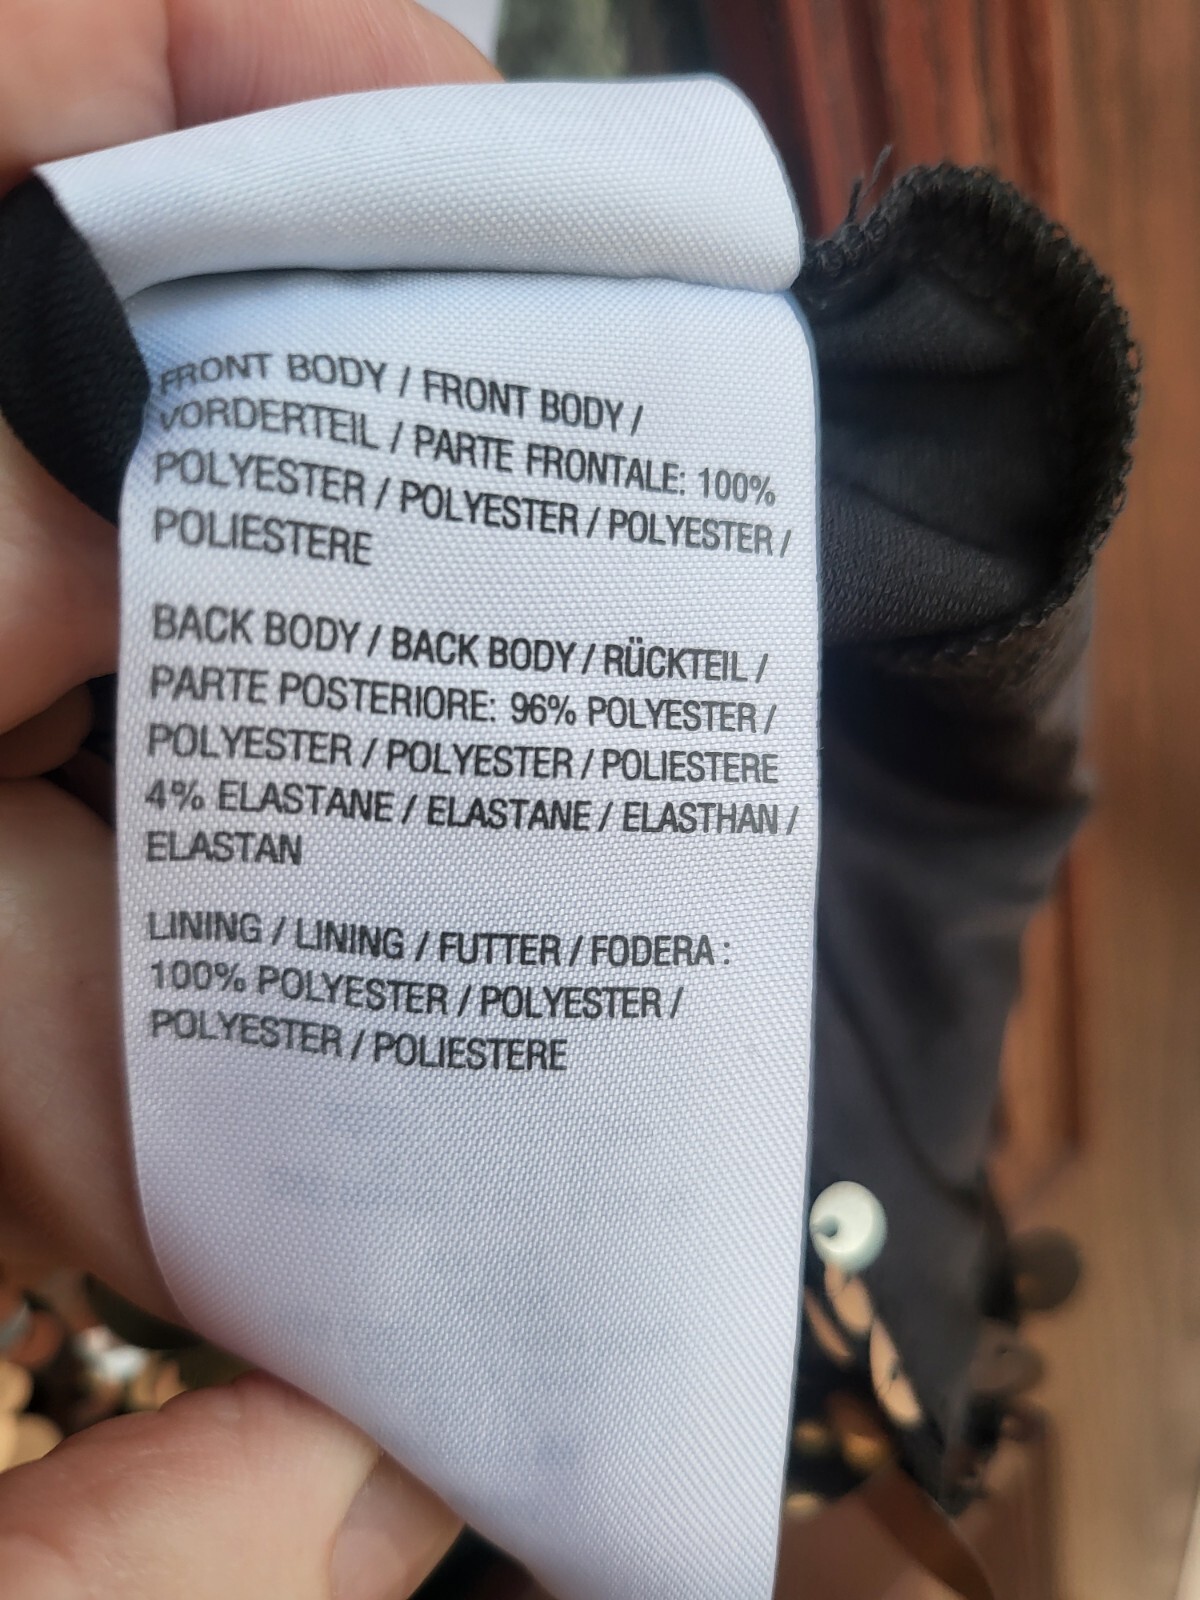 FRONT BODY / FRONT BODY /
VORDERTEIL / PARTE FRONTALE: 100%
POLYESTER / POLYESTER / POLYESTER /
POLIESTERE
BACK BODY / BACK BODY / RÜCKTEIL /
PARTE POSTERIORE: 96% POLYESTER /
POLYESTER / POLYESTER / POLIESTERE
4% ELASTANE / ELASTANE / ELASTHAN /
ELASTAN
LINING / LINING / FUTTER / FODERA :
100% POLYESTER / POLYESTER /
POLYESTER / POLIESTERE